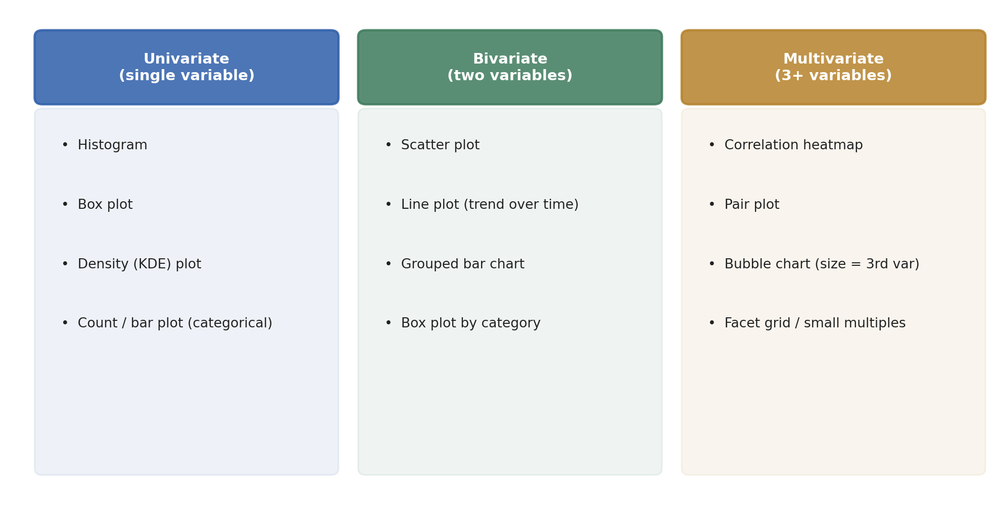 Univariate
(single variable)
• Histogram
• Box plot
• Density (KDE) plot
• Count / bar plot (categorical)
Bivariate
(two variables)
• Scatter plot
• Line plot (trend over time)
• Grouped bar chart
• Box plot by category
Multivariate
(3+ variables)
• Correlation heatmap
• Pair plot
• Bubble chart (size = 3rd var)
• Facet grid / small multiples